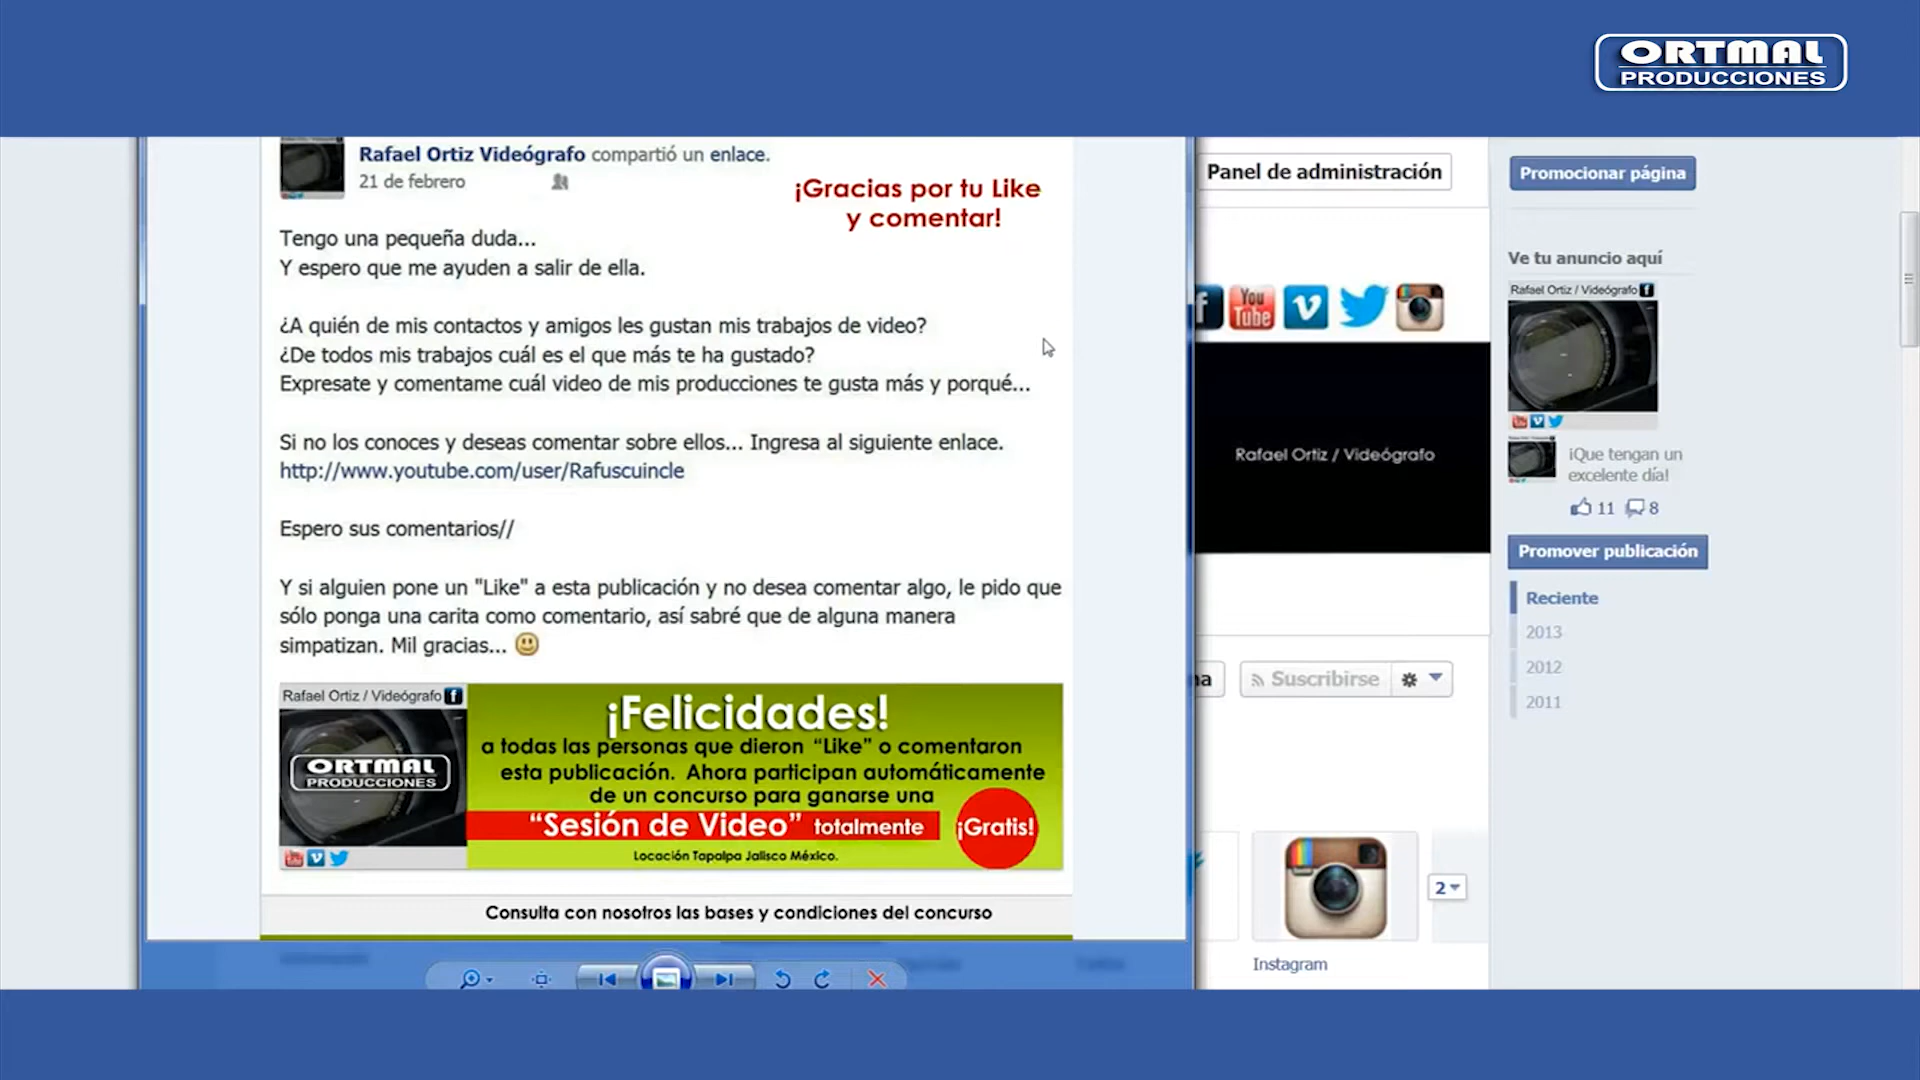 ORTMAL
PRODUCCIONES
Rafael Ortiz Videógrafo compartió un enlace.
21 de febrero
¡Gracias por tu Like
y comentar!
Tengo una pequeña duda...
Y espero que me ayuden a salir de ella.
¿A quién de mis contactos y amigos les gustan mis trabajos de video?
¿De todos mis trabajos cuál es el que más te ha gustado?
Expresate y comentame cuál video de mis producciones te gusta más y porqué...
Si no los conoces y deseas comentar sobre ellos... Ingresa al siguiente enlace.
http://www.youtube.com/user/Rafuscuincle
Espero sus comentarios//
Y si alguien pone un "Like" a esta publicación y no desea comentar algo, le pido que
sólo ponga una carita como comentario, así sabré que de alguna manera
simpatizan. Mil gracias...
Rafael Ortiz / Videógrafo f
ORTMAL
PRODUCCIONES
You Tube
¡Felicidades!
a todas las personas que dieron "Like" o comentaron
esta publicación. Ahora participan automáticamente
de un concurso para ganarse una
"Sesión de Video" totalmente ¡Gratis!
Locación Tapalpa Jalisco México.
Consulta con nosotros las bases y condiciones del concurso
Panel de administración
f You Tube
Rafael Ortiz / Videógrafo
na
Suscribirse
2
Instagram
Promocionar página
Ve tu anuncio aquí
Rafael Ortiz / Videógrafo f
¡Que tengan un
excelente día!
11 8
Promover publicación
Reciente
2013
2012
2011